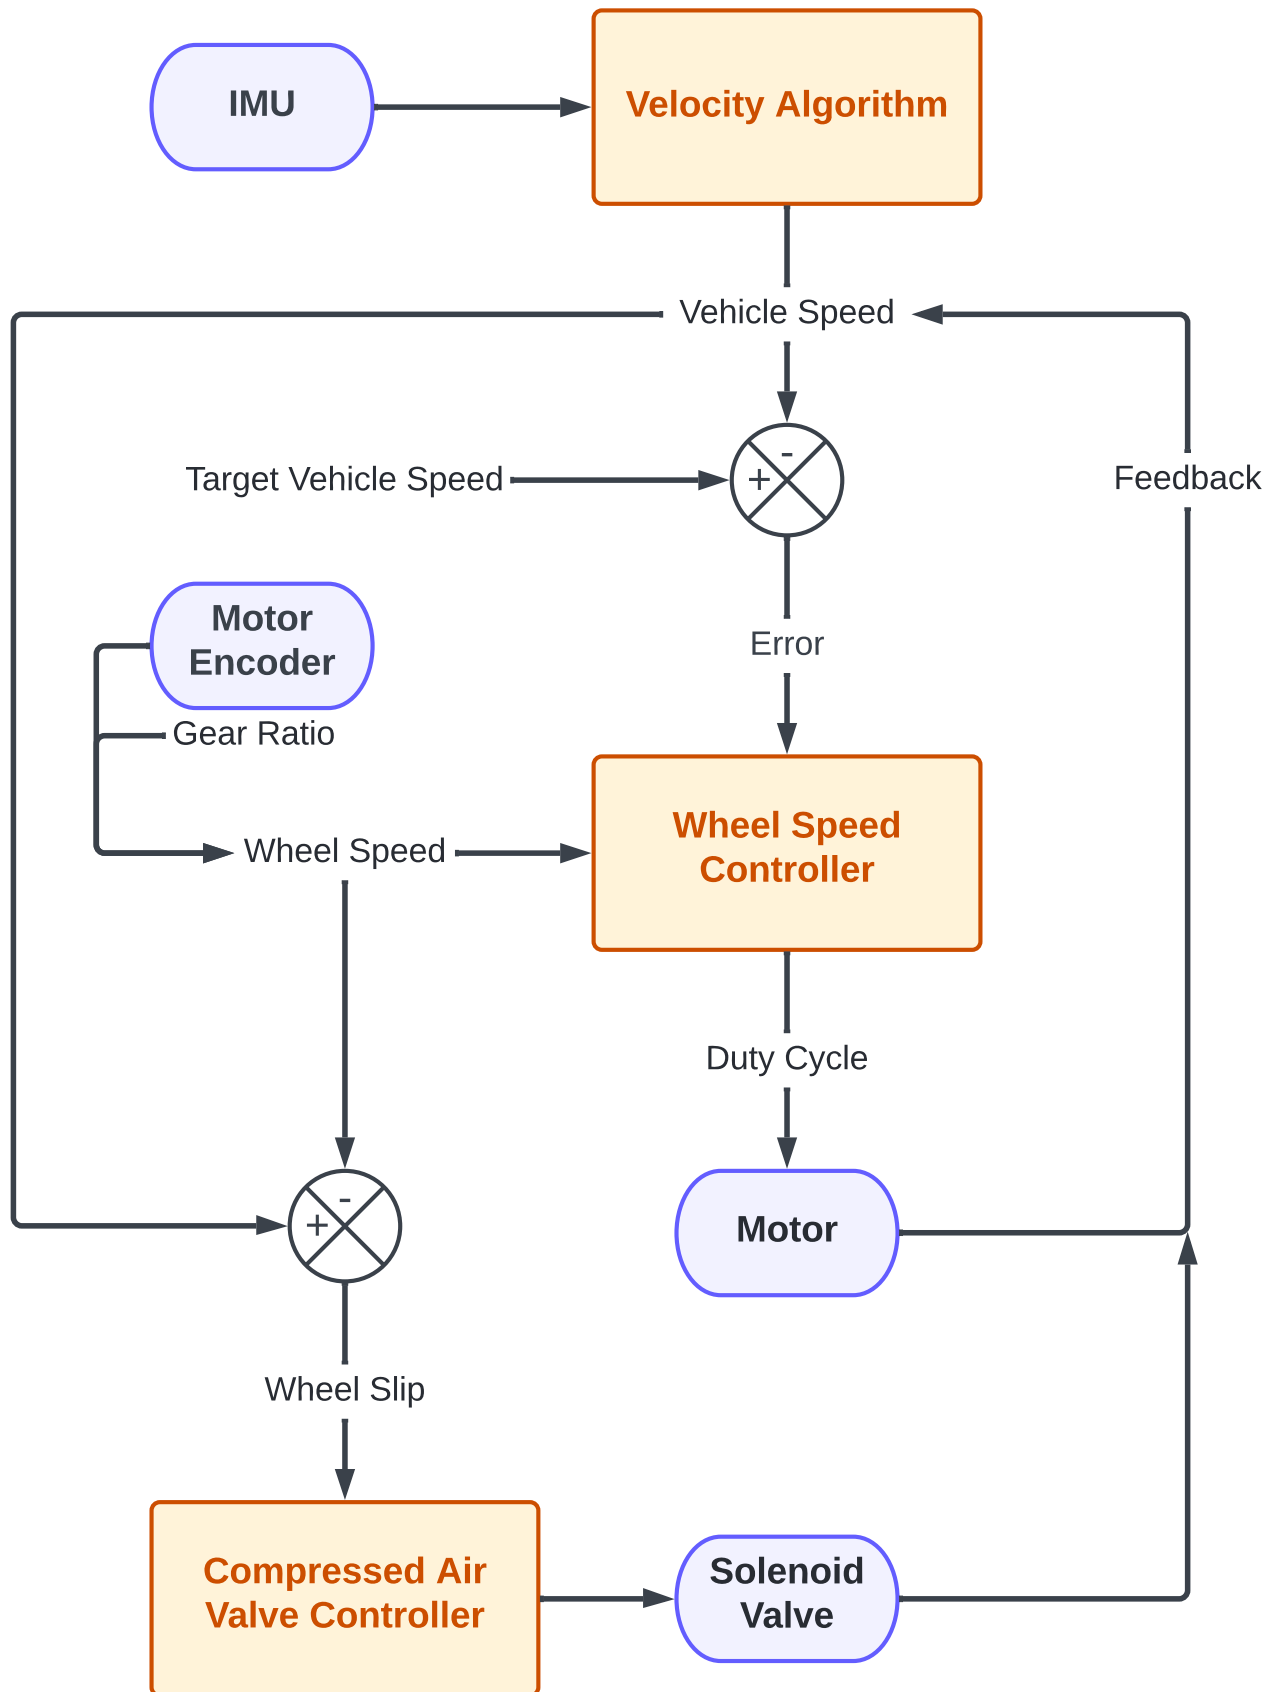 IMU
Velocity Algorithm
Vehicle Speed
-
+
Target Vehicle Speed
Feedback
Motor
Encoder
Error
Gear Ratio
Wheel Speed
Controller
Wheel Speed
Duty Cycle
-
+
Motor
Wheel Slip
Compressed Air
Valve Controller
Solenoid
Valve